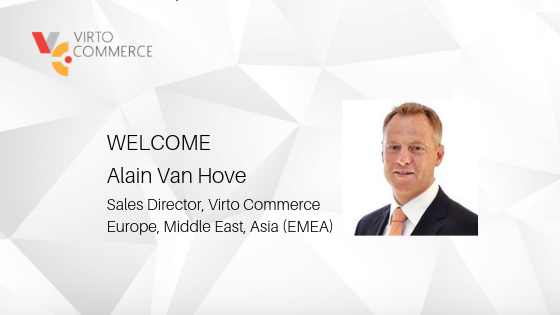 VIRTO
COMMERCE
WELCOME
Alain Van Hove
Sales Director, Virto Commerce
Europe, Middle East, Asia (EMEA)